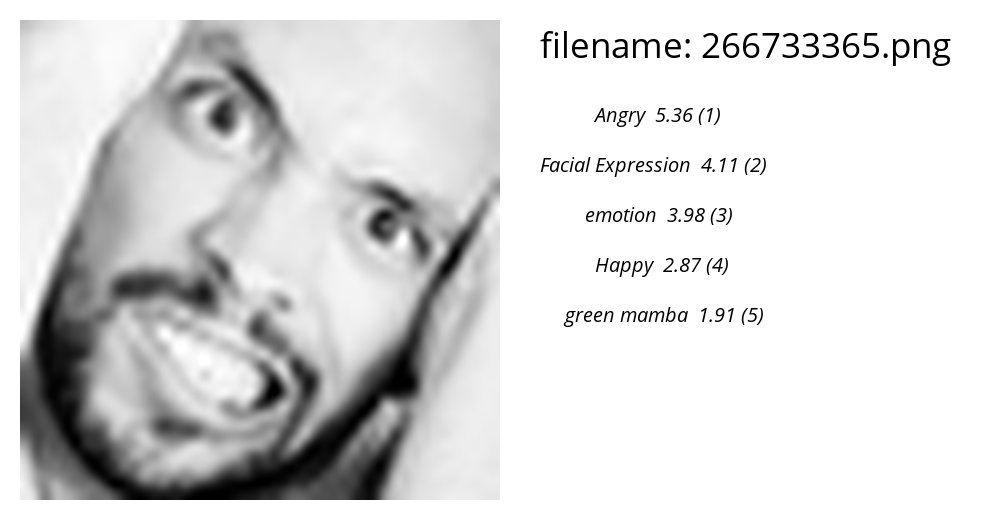 filename: 266733365.png
Angry 5.36 (1)
Facial Expression 4.11 (2)
emotion 3.98 (3)
Happy 2.87 (4)
green mamba 1.91 (5)